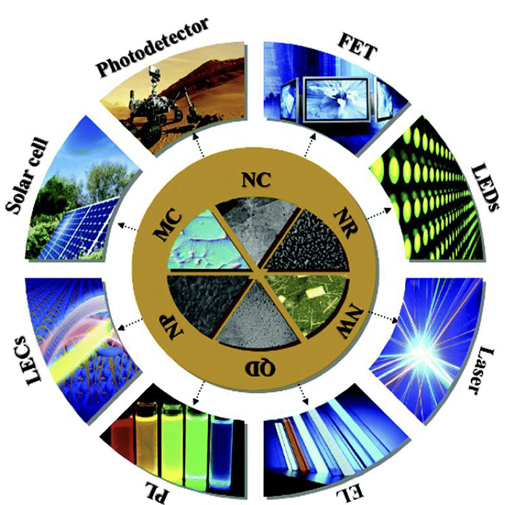 Photodetector
FET
Solar cell
LEDs
NC
MC
NR
NP
NW
QD
LECs
Laser
PL
EL